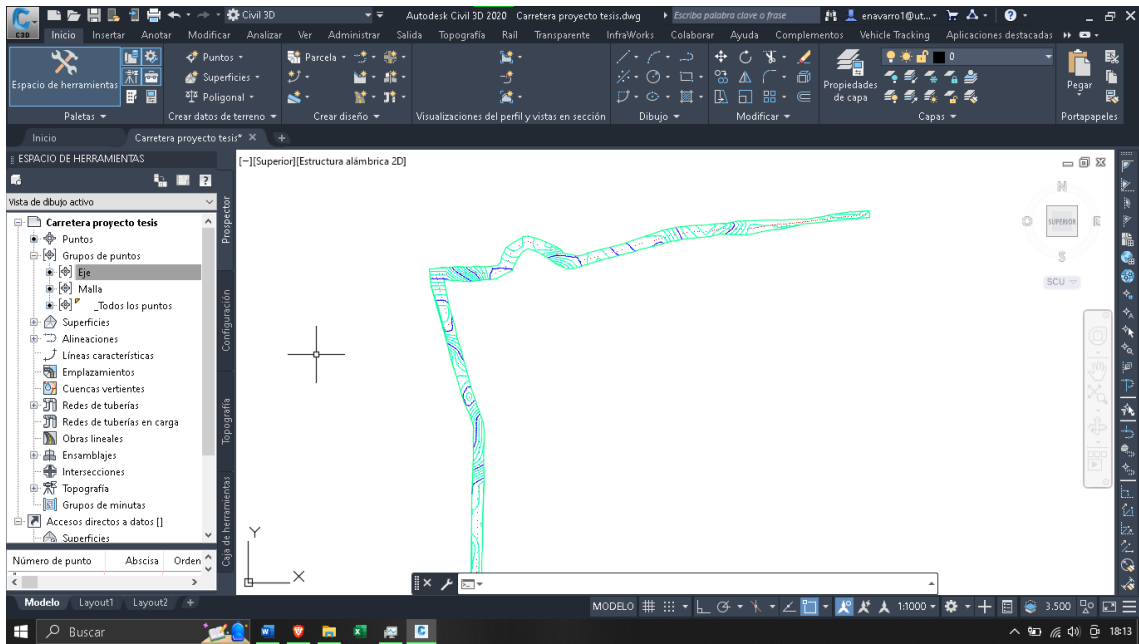 C3D
Civil 3D
Autodesk Civil 3D 2020 Carretera proyecto tesis.dwg
Escriba palabra clave o frase
enavarro1@ut...
Inicio Insertar Anotar Modificar Analizar Ver Administrar Salida Topografía Rail Transparente InfraWorks Colaborar Ayuda Complementos Vehicle Tracking Aplicaciones destacadas
Espacio de herramientas
Puntos
Superficies
Poligonal
Parcela
Propiedades de capa
0
Pegar
Paletas Crear datos de terreno Crear diseño Visualizaciones del perfil y vistas en sección Dibujo Modificar Capas Portapapeles
Inicio Carretera proyecto tesis* +
ESPACIO DE HERRAMIENTAS
[−][Superior][Estructura alámbrica 2D]
Vista de dibujo activo
Carretera proyecto tesis
Puntos
Grupos de puntos
Eje
Malla
_Todos los puntos
Superficies
Alineaciones
Líneas características
Emplazamientos
Cuencas vertientes
Redes de tuberías
Redes de tuberías en carga
Obras lineales
Ensamblajes
Intersecciones
Topografía
Grupos de minutas
Accesos directos a datos []
Superficies
Número de punto Abscisa Orden
Prospector
Configuración
Topografía
Caja de herramientas
N
O SUPERIOR E
S
SCU
Y
X
Modelo Layout1 Layout2 +
MODELO
1:1000
3.500
Buscar
18:13